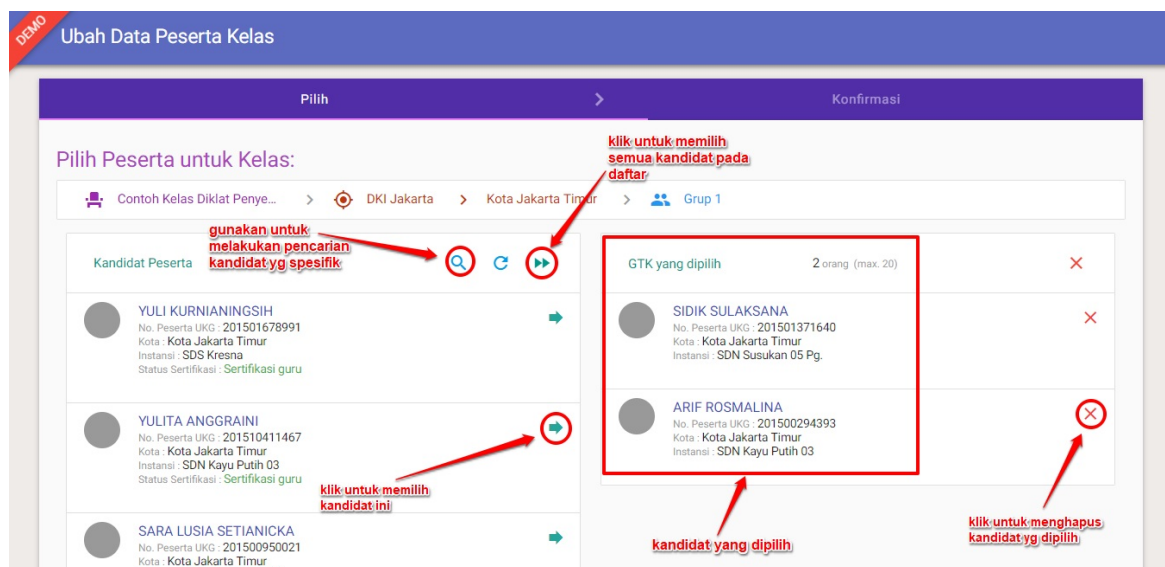 DEMO
Ubah Data Peserta Kelas
Pilih
Konfirmasi
Pilih Peserta untuk Kelas:
klik untuk memilih
semua kandidat pada
daftar
Contoh Kelas Diklat Penye... > DKI Jakarta > Kota Jakarta Timur > Grup 1
gunakan untuk
melakukan pencarian
kandidat yg spesifik
Kandidat Peserta
YULI KURNIANINGSIH
No. Peserta UKG : 201501678991
Kota : Kota Jakarta Timur
Instansi : SDS Kresna
Status Sertifikasi : Sertifikasi guru
YULITA ANGGRAINI
No. Peserta UKG : 201510411467
Kota : Kota Jakarta Timur
Instansi : SDN Kayu Putih 03
Status Sertifikasi : Sertifikasi guru
klik untuk memilih
kandidat ini
SARA LUSIA SETIANICKA
No. Peserta UKG : 201500950021
Kota : Kota Jakarta Timur
GTK yang dipilih 2 orang (max. 20)
SIDIK SULAKSANA
No. Peserta UKG : 201501371640
Kota : Kota Jakarta Timur
Instansi : SDN Susukan 05 Pg.
ARIF ROSMALINA
No. Peserta UKG : 201500294393
Kota : Kota Jakarta Timur
Instansi : SDN Kayu Putih 03
kandidat yang dipilih
klik untuk menghapus
kandidat yg dipilih